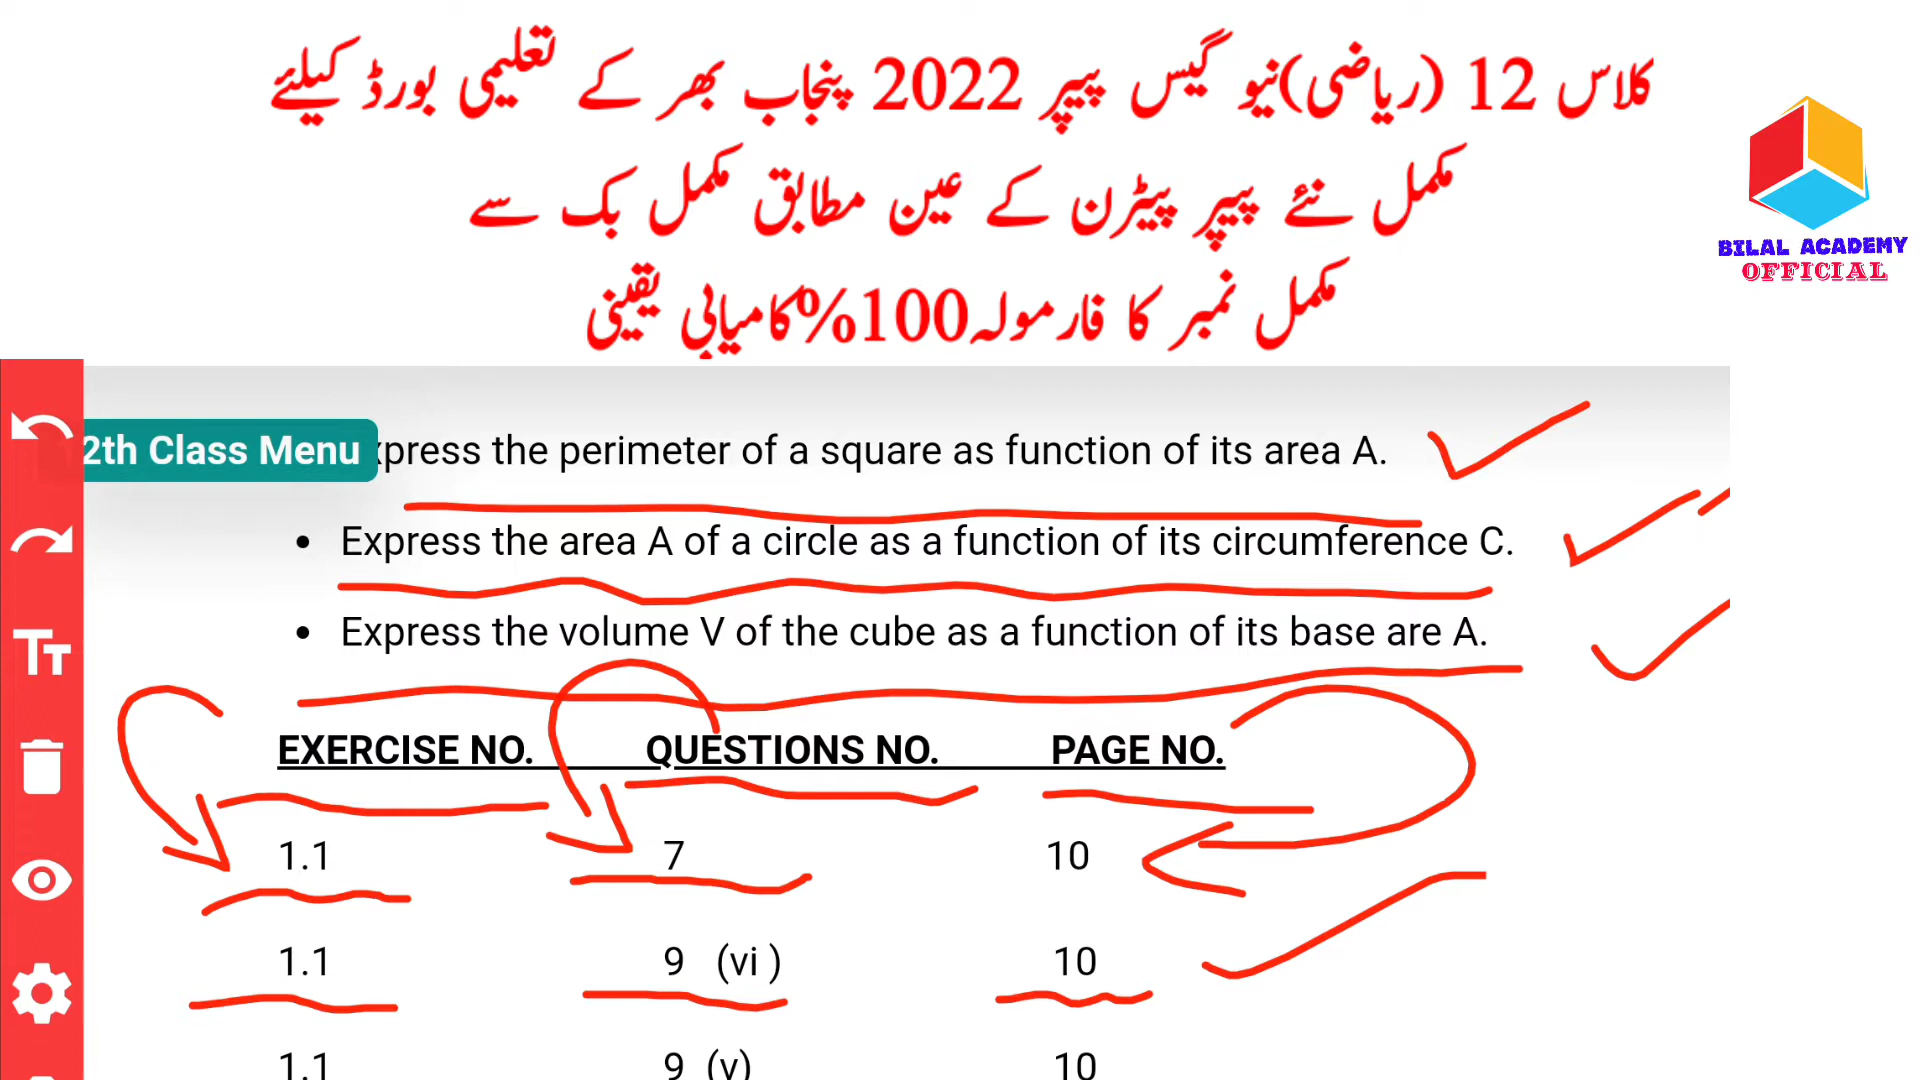 کلاس 12 (ریاضی)نیو گیس پیپر 2022 پنجاب بھر کے تعلیمی بورڈ کیلئے
مکمل نئے پیپر پیٹرن کے عین مطابق مکمل بک سے
مکمل نمبر کا فارمولہ100%کامیابی یقینی
BILAL ACADEMY
OFFICIAL
2th Class Menu
xpress the perimeter of a square as function of its area A.
• Express the area A of a circle as a function of its circumference C.
• Express the volume V of the cube as a function of its base are A.
EXERCISE NO. QUESTIONS NO. PAGE NO.
1.1 7 10
1.1 9 (vi ) 10
1.1 9 (v) 10
Tт